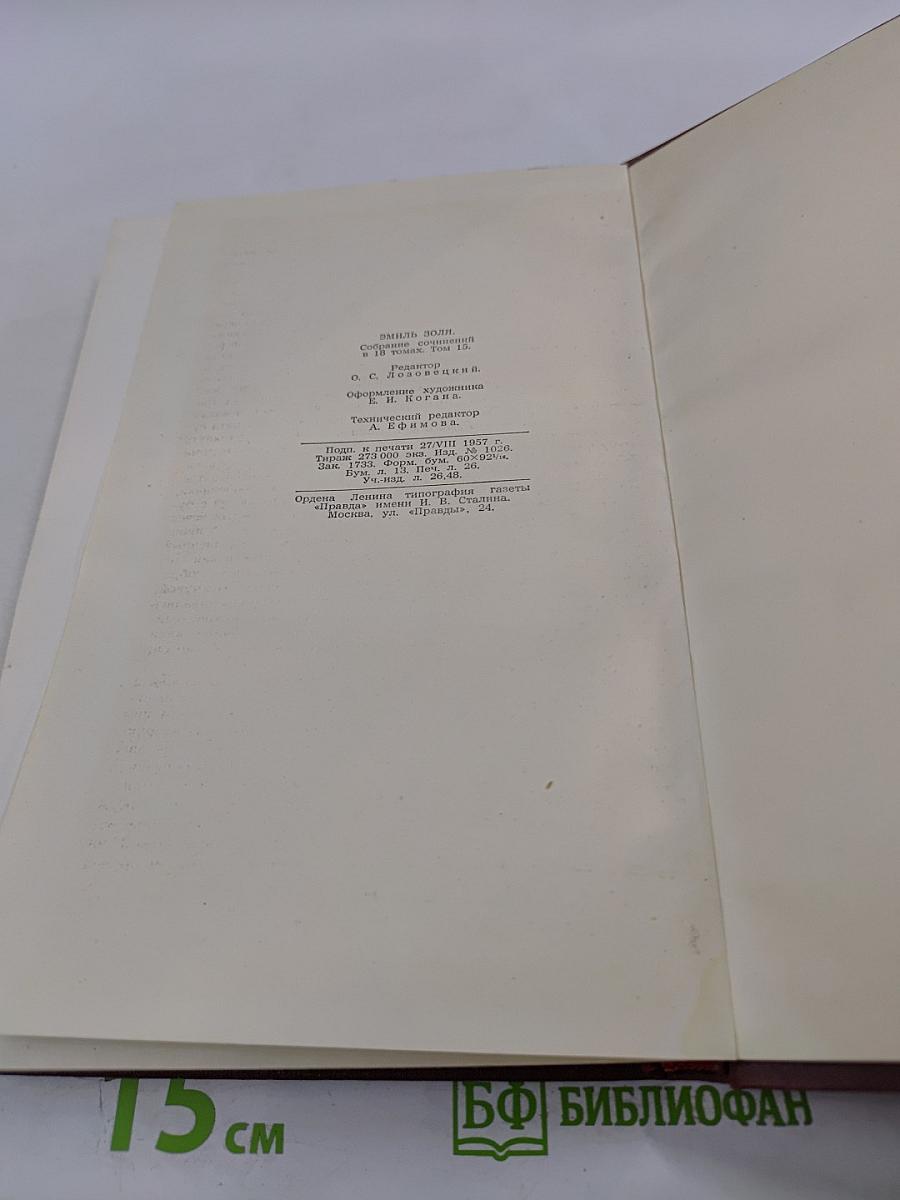 ЭМИЛЬ ЗОЛЯ.
Собрание сочинений
в 18 томах. Том 15.
Редактор
О. С. Лозовецкий.
Оформление художника
Е. И. Когана.
Технический редактор
А. Ефимова.
Подп. к печати 27/VIII 1957 г.
Тираж 273 000 экз. Изд. № 1026.
Зак. 1733. Форм. бум. 60×92¹/₁₆.
Бум. л. 13. Печ. л. 26.
Уч.-изд. л. 26,48.
Ордена Ленина типография газеты
«Правда» имени И. В. Сталина.
Москва, ул. «Правды», 24.
15 см
БФ БИБЛИОФАН